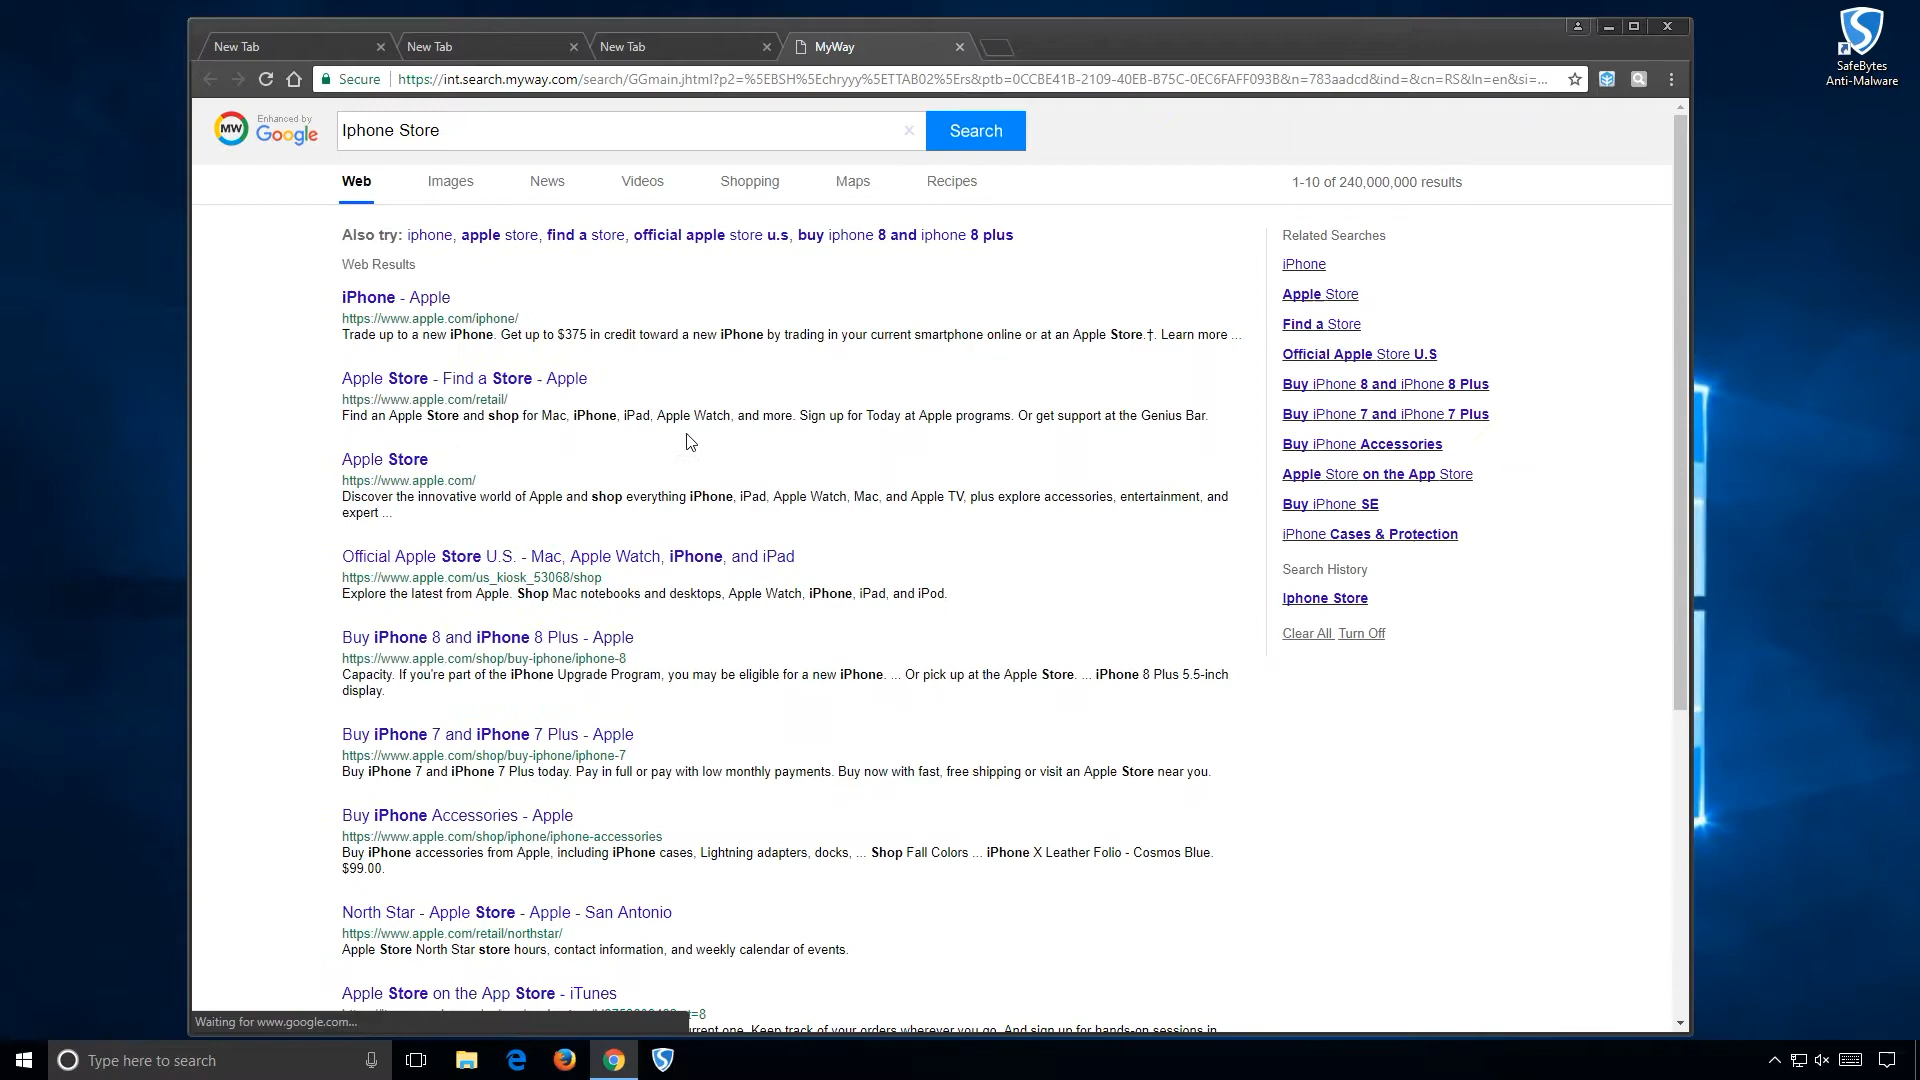 New Tab
New Tab
New Tab
MyWay
Secure
https://int.search.myway.com/search/GGmain.jhtml?p2=%5EBSH%5Echryyy%5ETTAB02%5Ers&ptb=0CCBE41B-2109-40EB-B75C-0EC6FAFF093B&n=783aadcd&ind=&cn=RS&ln=en&si=...
SafeBytes
Anti-Malware
MW
Enhanced by
Google
Iphone Store
Search
Web
Images
News
Videos
Shopping
Maps
Recipes
1-10 of 240,000,000 results
Also try: iphone, apple store, find a store, official apple store u.s, buy iphone 8 and iphone 8 plus
Web Results
iPhone - Apple
https://www.apple.com/iphone/
Trade up to a new iPhone. Get up to $375 in credit toward a new iPhone by trading in your current smartphone online or at an Apple Store.†. Learn more ...
Apple Store - Find a Store - Apple
https://www.apple.com/retail/
Find an Apple Store and shop for Mac, iPhone, iPad, Apple Watch, and more. Sign up for Today at Apple programs. Or get support at the Genius Bar.
Apple Store
https://www.apple.com/
Discover the innovative world of Apple and shop everything iPhone, iPad, Apple Watch, Mac, and Apple TV, plus explore accessories, entertainment, and
expert ...
Official Apple Store U.S. - Mac, Apple Watch, iPhone, and iPad
https://www.apple.com/us_kiosk_53068/shop
Explore the latest from Apple. Shop Mac notebooks and desktops, Apple Watch, iPhone, iPad, and iPod.
Buy iPhone 8 and iPhone 8 Plus - Apple
https://www.apple.com/shop/buy-iphone/iphone-8
Capacity. If you're part of the iPhone Upgrade Program, you may be eligible for a new iPhone. ... Or pick up at the Apple Store. ... iPhone 8 Plus 5.5-inch
display.
Buy iPhone 7 and iPhone 7 Plus - Apple
https://www.apple.com/shop/buy-iphone/iphone-7
Buy iPhone 7 and iPhone 7 Plus today. Pay in full or pay with low monthly payments. Buy now with fast, free shipping or visit an Apple Store near you.
Buy iPhone Accessories - Apple
https://www.apple.com/shop/iphone/iphone-accessories
Buy iPhone accessories from Apple, including iPhone cases, Lightning adapters, docks, ... Shop Fall Colors ... iPhone X Leather Folio - Cosmos Blue.
$99.00.
North Star - Apple Store - Apple - San Antonio
https://www.apple.com/retail/northstar/
Apple Store North Star store hours, contact information, and weekly calendar of events.
Apple Store on the App Store - iTunes
t=8
current one. Keep track of your orders wherever you go. And sign up for hands-on sessions in
Related Searches
iPhone
Apple Store
Find a Store
Official Apple Store U.S
Buy iPhone 8 and iPhone 8 Plus
Buy iPhone 7 and iPhone 7 Plus
Buy iPhone Accessories
Apple Store on the App Store
Buy iPhone SE
iPhone Cases & Protection
Search History
Iphone Store
Clear All Turn Off
Waiting for www.google.com...
Type here to search